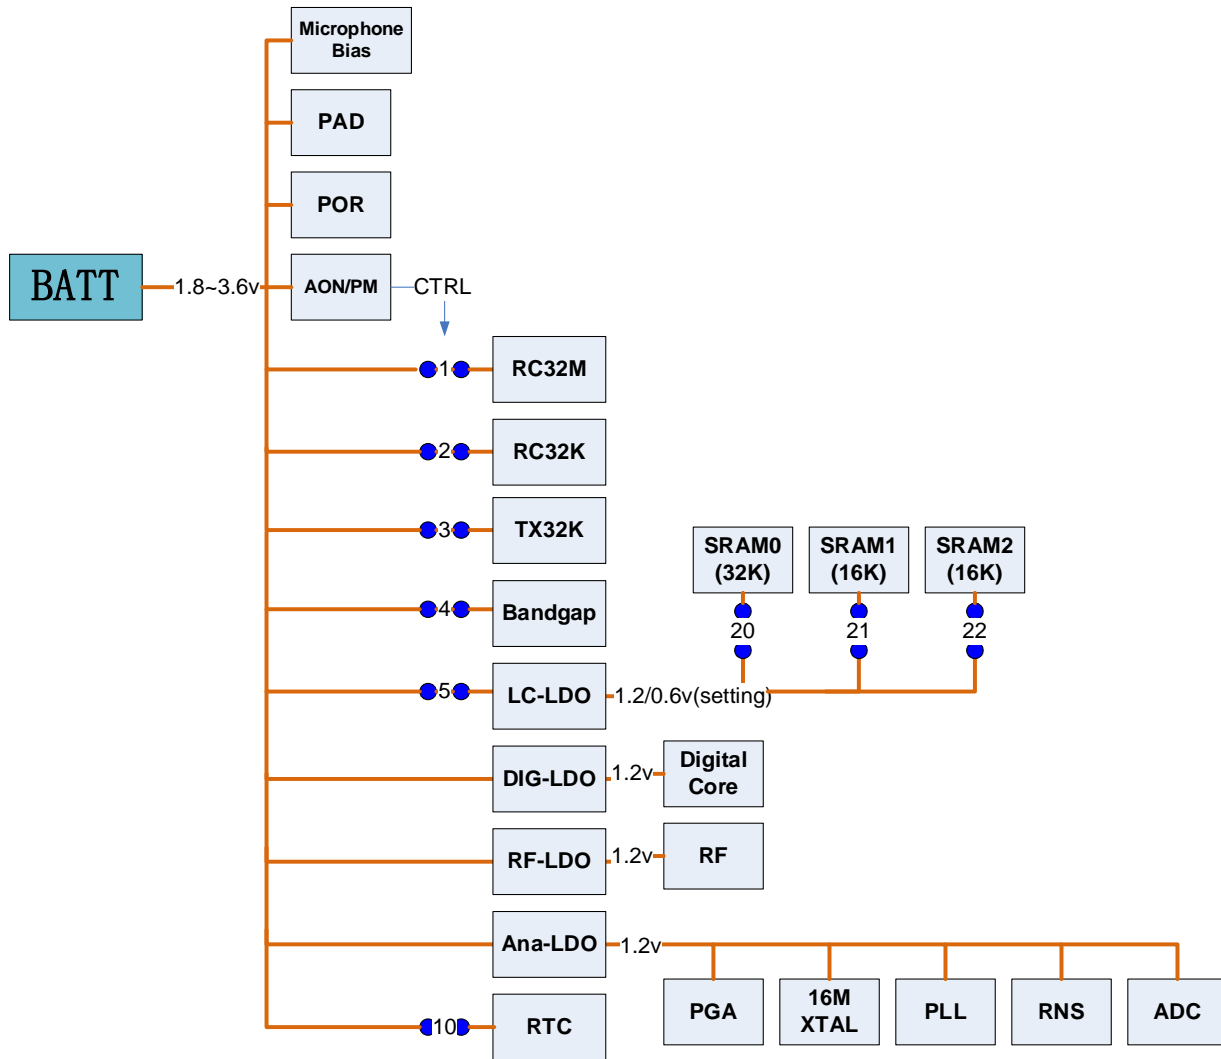 Microphone
Bias
PAD
POR
BATT
1.8~3.6v
AON/PM
CTRL
1
RC32M
2
RC32K
3
TX32K
SRAM0
(32K)
SRAM1
(16K)
SRAM2
(16K)
4
Bandgap
20
21
22
5
LC-LDO
1.2/0.6v(setting)
DIG-LDO
1.2v
Digital
Core
RF-LDO
1.2v
RF
Ana-LDO
1.2v
PGA
16M
XTAL
PLL
RNS
ADC
10
RTC